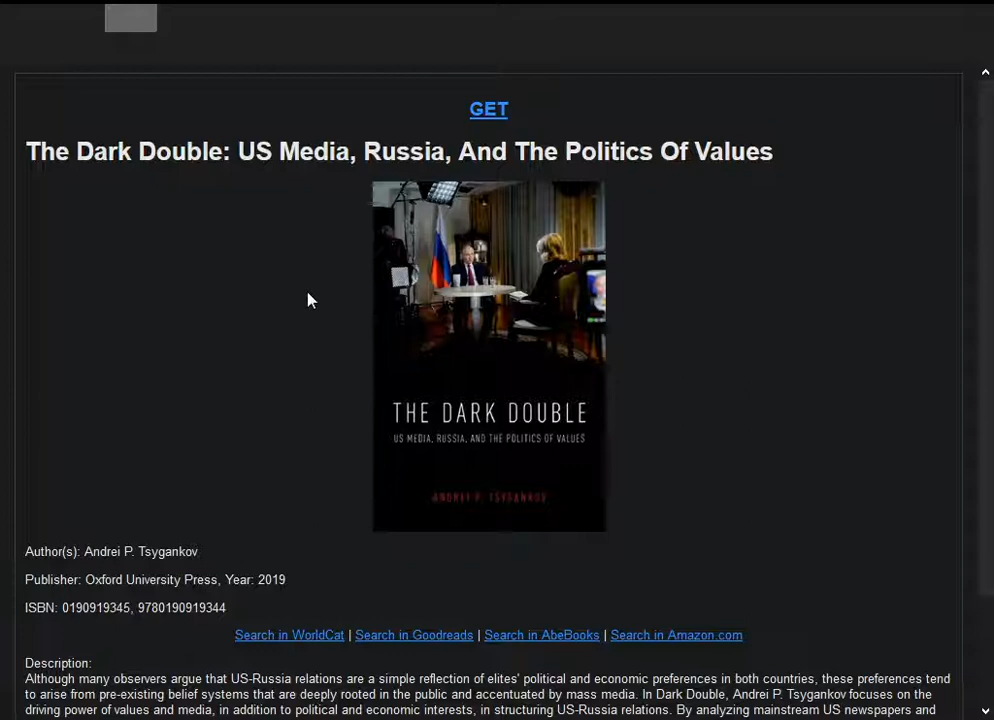 GET
The Dark Double: US Media, Russia, And The Politics Of Values
THE DARK DOUBLE
US MEDIA, RUSSIA, AND THE POLITICS OF VALUES
ANDREI P. TSYGANKOV
Author(s): Andrei P. Tsygankov
Publisher: Oxford University Press, Year: 2019
ISBN: 0190919345, 9780190919344
Search in WorldCat | Search in Goodreads | Search in AbeBooks | Search in Amazon.com
Description:
Although many observers argue that US-Russia relations are a simple reflection of elites' political and economic preferences in both countries, these preferences tend
to arise from pre-existing belief systems that are deeply rooted in the public and accentuated by mass media. In Dark Double, Andrei P. Tsygankov focuses on the
driving power of values and media, in addition to political and economic interests, in structuring US-Russia relations. By analyzing mainstream US newspapers and